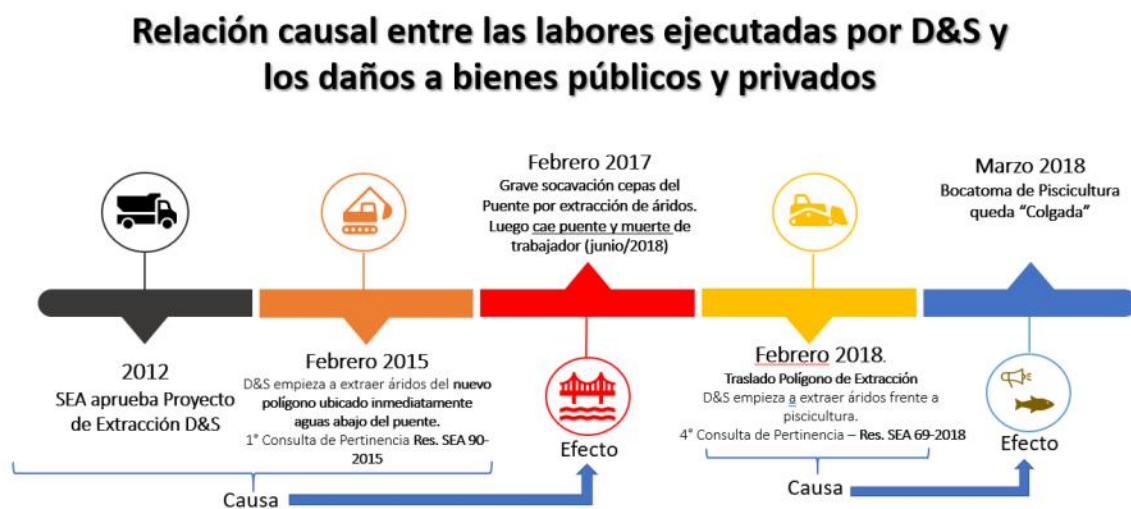 Relación causal entre las labores ejecutadas por D&S y
los daños a bienes públicos y privados
2012
SEA aprueba Proyecto
de Extracción D&S
Febrero 2015
D&S empieza a extraer áridos del nuevo
polígono ubicado inmediatamente
aguas abajo del puente.
1° Consulta de Pertinencia Res. SEA 90-
2015
Causa
Febrero 2017
Grave socavación cepas del
Puente por extracción de áridos.
Luego cae puente y muerte de
trabajador (junio/2018)
Efecto
Febrero 2018.
Traslado Polígono de Extracción
D&S empieza a extraer áridos frente a
piscicultura.
4° Consulta de Pertinencia – Res. SEA 69-2018
Causa
Marzo 2018
Bocatoma de Piscicultura
queda "Colgada"
Efecto